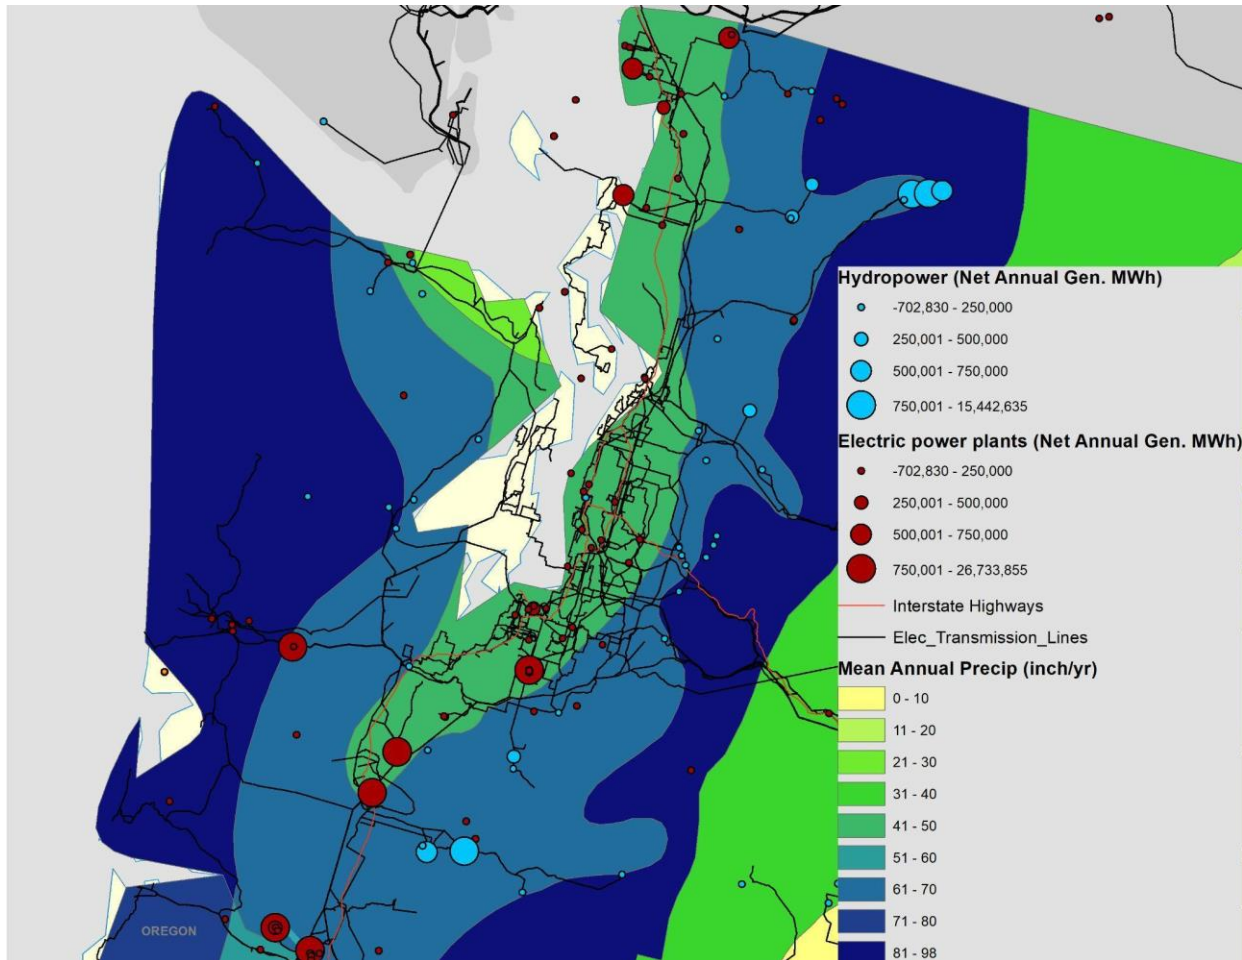 Hydropower (Net Annual Gen. MWh)
-702,830 - 250,000
250,001 - 500,000
500,001 - 750,000
750,001 - 15,442,635
Electric power plants (Net Annual Gen. MWh)
-702,830 - 250,000
250,001 - 500,000
500,001 - 750,000
750,001 - 26,733,855
Interstate Highways
Elec_Transmission_Lines
Mean Annual Precip (inch/yr)
0 - 10
11 - 20
21 - 30
31 - 40
41 - 50
51 - 60
61 - 70
71 - 80
81 - 98
OREGON